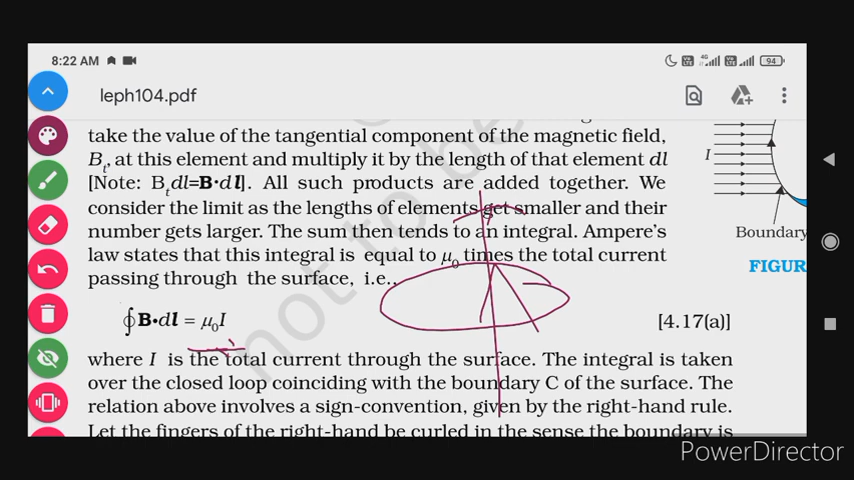 8:22 AM
4G
94
leph104.pdf
take the value of the tangential component of the magnetic field,
Bt, at this element and multiply it by the length of that element dl
[Note: Btdl=B·dl]. All such products are added together. We
consider the limit as the lengths of elements get smaller and their
number gets larger. The sum then tends to an integral. Ampere's
law states that this integral is equal to μ0 times the total current
passing through the surface, i.e.,
∮B·dl = μ0I
[4.17(a)]
where I is the total current through the surface. The integral is taken
over the closed loop coinciding with the boundary C of the surface. The
relation above involves a sign-convention, given by the right-hand rule.
Let the fingers of the right-hand be curled in the sense the boundary is
I
Boundary
FIGUR
not to be
PowerDirector